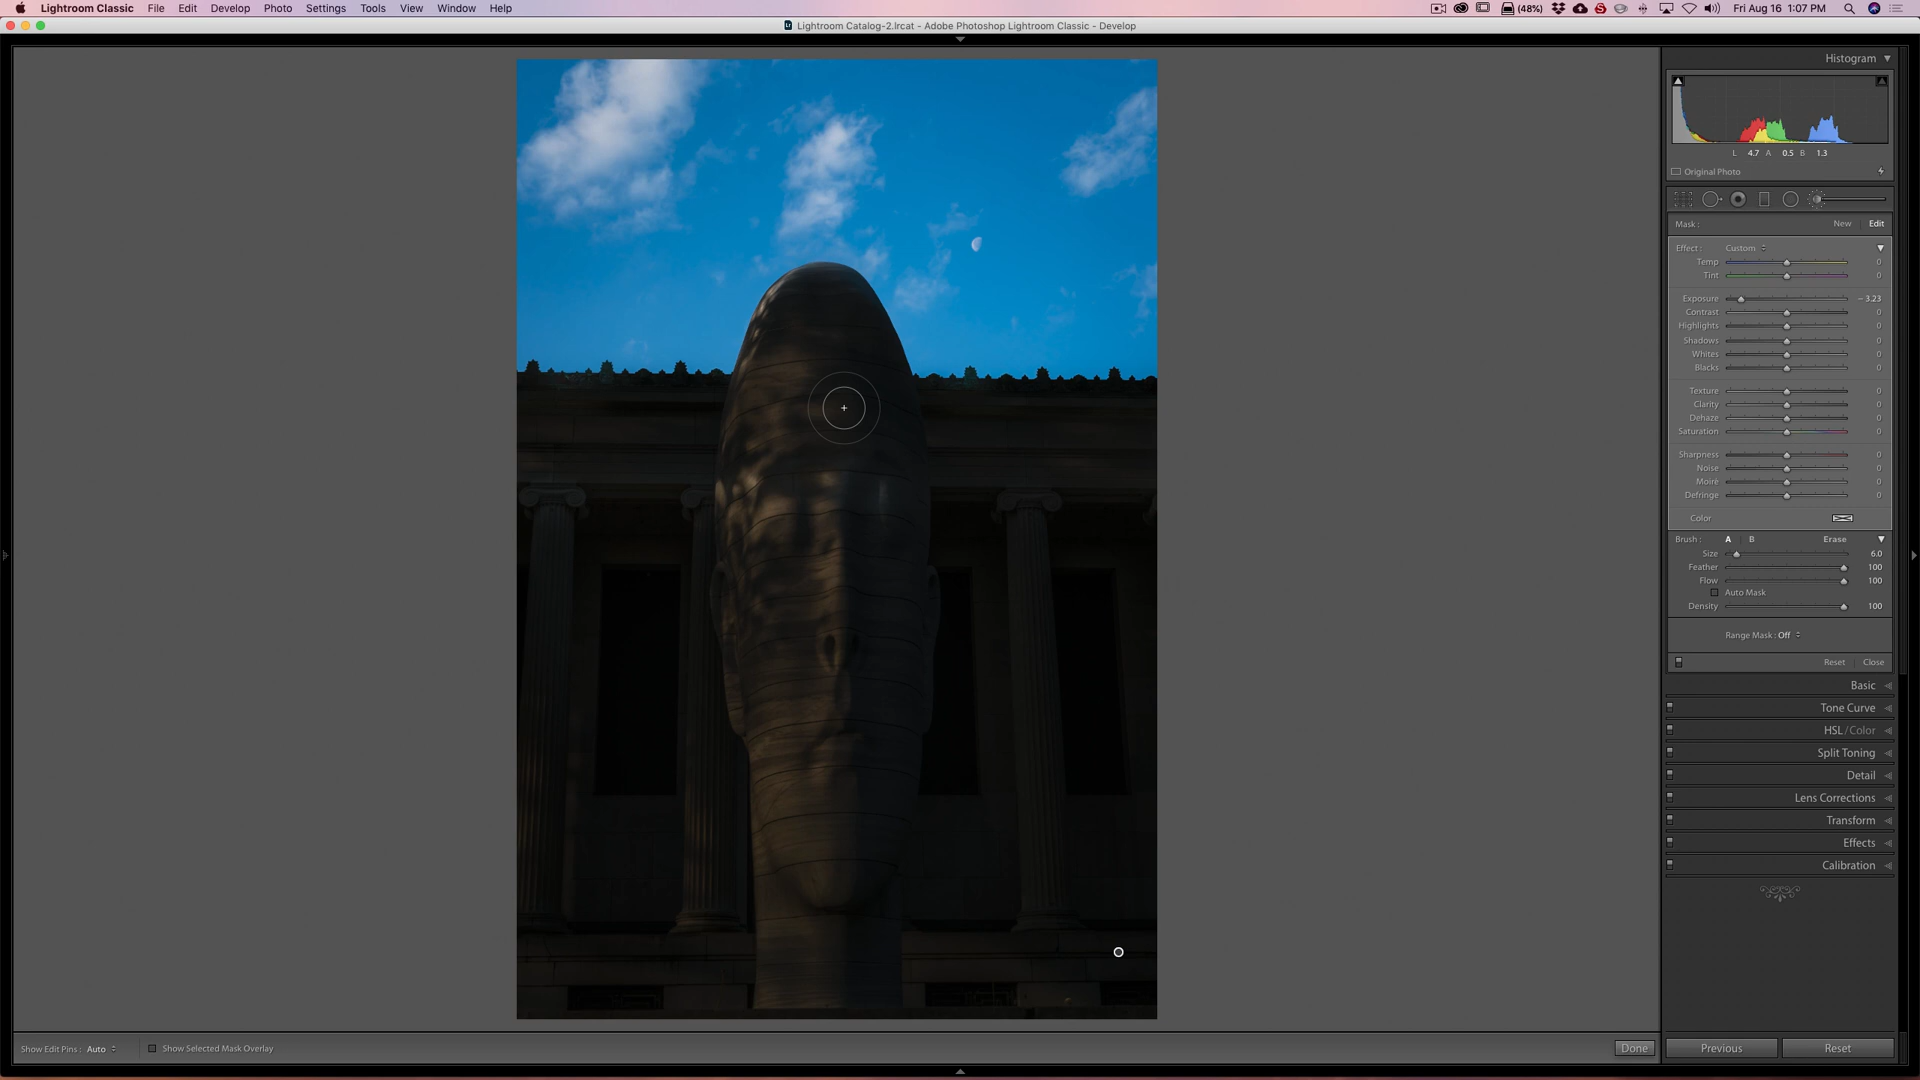 Lightroom Classic File Edit Develop Photo Settings Tools View Window Help (48%) Fri Aug 16 1:07 PM
Lightroom Catalog-2.lrcat - Adobe Photoshop Lightroom Classic - Develop
Histogram
L 4.7 A 0.5 B 1.3
Original Photo
Mask : New Edit
Effect : Custom
Temp 0
Tint 0
Exposure – 3.23
Contrast 0
Highlights 0
Shadows 0
Whites 0
Blacks 0
Texture 0
Clarity 0
Dehaze 0
Saturation 0
Sharpness 0
Noise 0
Moiré 0
Defringe 0
Color
Brush : A B Erase
Size 6.0
Feather 100
Flow 100
Auto Mask
Density 100
Range Mask : Off
Reset Close
Basic
Tone Curve
HSL / Color
Split Toning
Detail
Lens Corrections
Transform
Effects
Calibration
Show Edit Pins : Auto Show Selected Mask Overlay Done Previous Reset